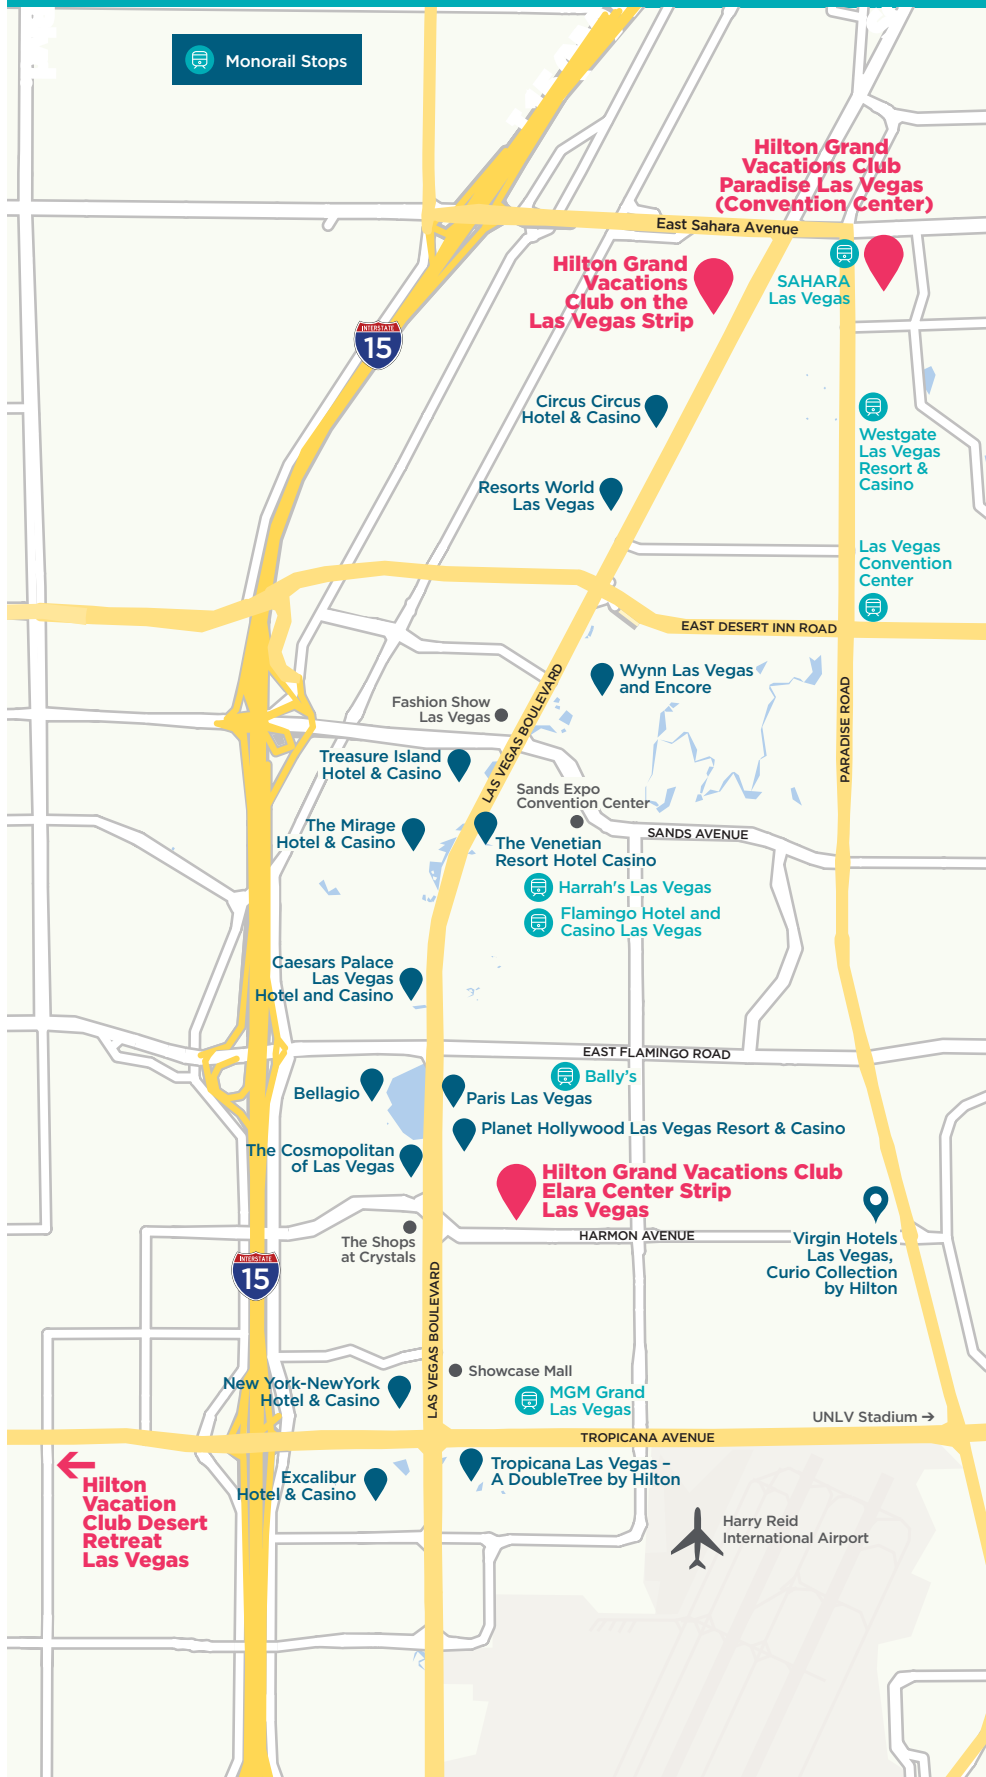 Monorail Stops
Hilton Grand
Vacations Club
Paradise Las Vegas
(Convention Center)
East Sahara Avenue
SAHARA
Las Vegas
Hilton Grand
Vacations
Club on the
Las Vegas Strip
INTERSTATE
15
Circus Circus
Hotel & Casino
Westgate
Las Vegas
Resort &
Casino
Resorts World
Las Vegas
Las Vegas
Convention
Center
EAST DESERT INN ROAD
Wynn Las Vegas
and Encore
PARADISE ROAD
LAS VEGAS BOULEVARD
Fashion Show
Las Vegas
Treasure Island
Hotel & Casino
Sands Expo
Convention Center
The Mirage
Hotel & Casino
SANDS AVENUE
The Venetian
Resort Hotel Casino
Harrah's Las Vegas
Flamingo Hotel and
Casino Las Vegas
Caesars Palace
Las Vegas
Hotel and Casino
EAST FLAMINGO ROAD
Bally's
Bellagio
Paris Las Vegas
Planet Hollywood Las Vegas Resort & Casino
The Cosmopolitan
of Las Vegas
Hilton Grand Vacations Club
Elara Center Strip
Las Vegas
HARMON AVENUE
The Shops
at Crystals
Virgin Hotels
Las Vegas,
Curio Collection
by Hilton
INTERSTATE
15
LAS VEGAS BOULEVARD
Showcase Mall
New York-NewYork
Hotel & Casino
MGM Grand
Las Vegas
UNLV Stadium →
TROPICANA AVENUE
Hilton
Vacation
Club Desert
Retreat
Las Vegas
Excalibur
Hotel & Casino
Tropicana Las Vegas –
A DoubleTree by Hilton
Harry Reid
International Airport